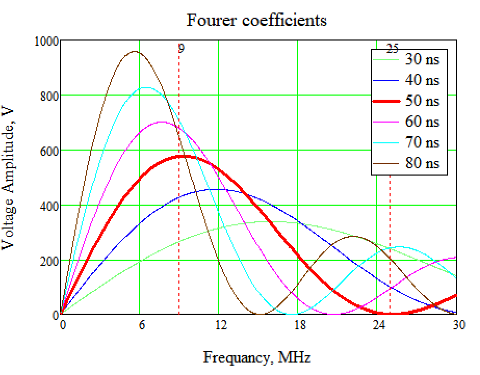 Fourer coefficients
Voltage Amplitude, V
1000
800
600
400
200
0
9
25
30 ns
40 ns
50 ns
60 ns
70 ns
80 ns
0
6
12
18
24
30
Frequancy, MHz